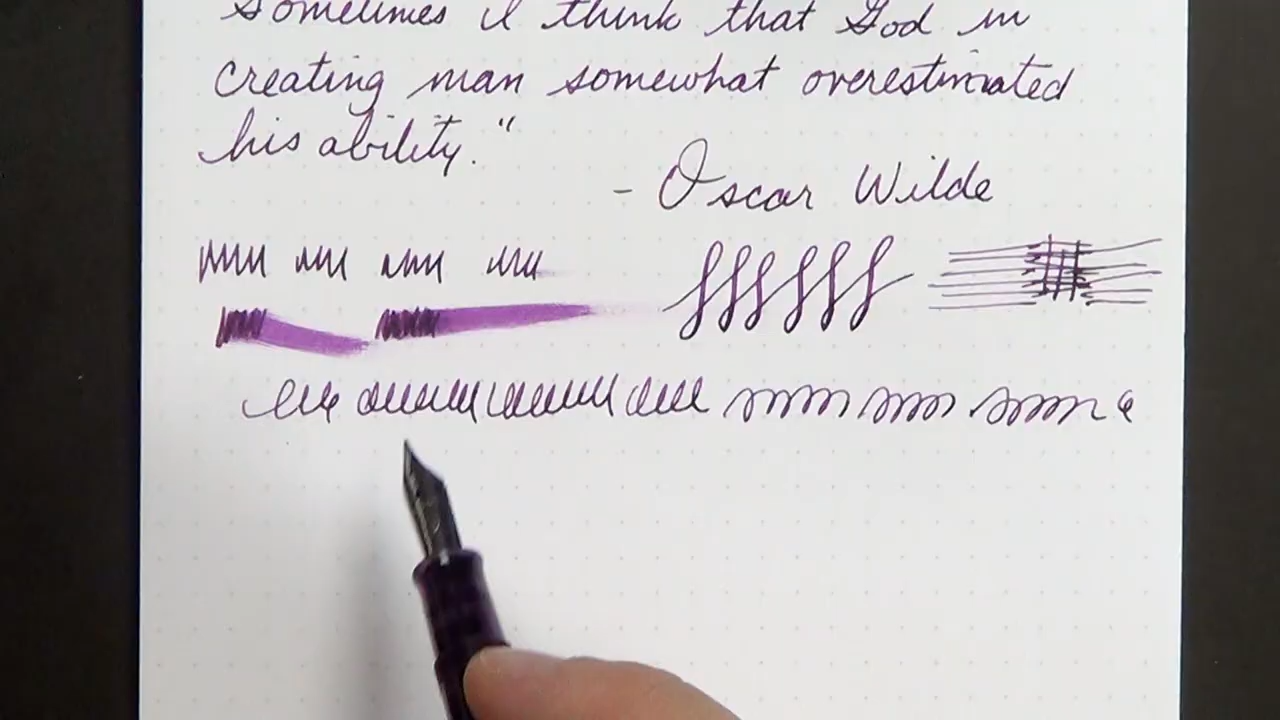 Sometimes I think that God in
creating man somewhat overestimated
his ability."
- Oscar Wilde